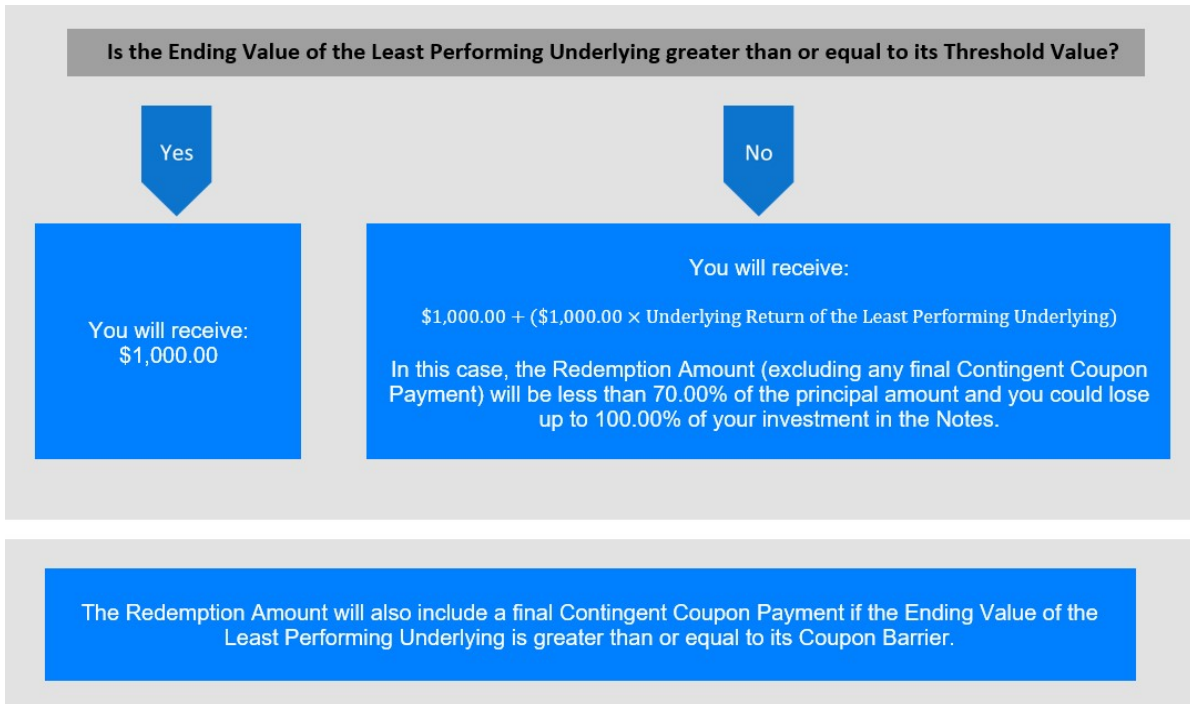 Is the Ending Value of the Least Performing Underlying greater than or equal to its Threshold Value?
Yes
No
You will receive:
$1,000.00
You will receive:
$1,000.00 + ($1,000.00 × Underlying Return of the Least Performing Underlying)
In this case, the Redemption Amount (excluding any final Contingent Coupon
Payment) will be less than 70.00% of the principal amount and you could lose
up to 100.00% of your investment in the Notes.
The Redemption Amount will also include a final Contingent Coupon Payment if the Ending Value of the
Least Performing Underlying is greater than or equal to its Coupon Barrier.